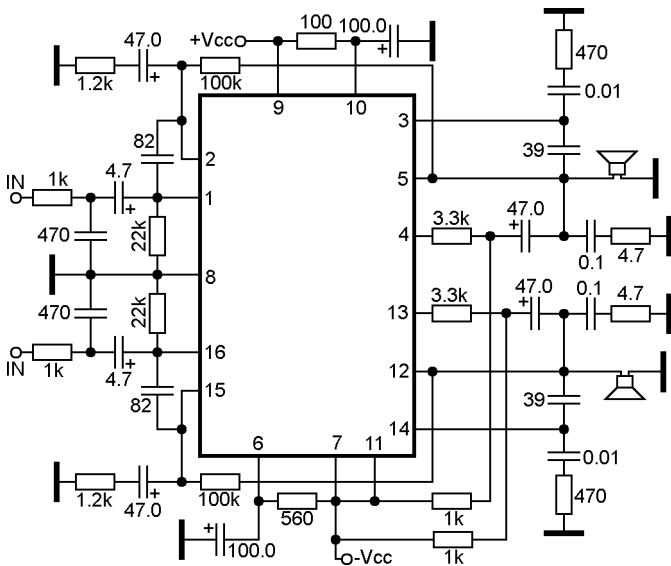 100 100.0
+
+Vcc
47.0
+
1.2k
100k
470
0.01
9 10
3
82
2
39
5
IN 1k
4.7
+
1
22k
47.0
+
3.3k
4
470
0.1 4.7
8
470
22k
47.0
+
0.1 4.7
3.3k
13
IN 1k
4.7
+
16
12
82
15
39
14
6 7 11
0.01
470
1.2k
47.0
+
100k
560
1k
+
100.0
-Vcc
1k